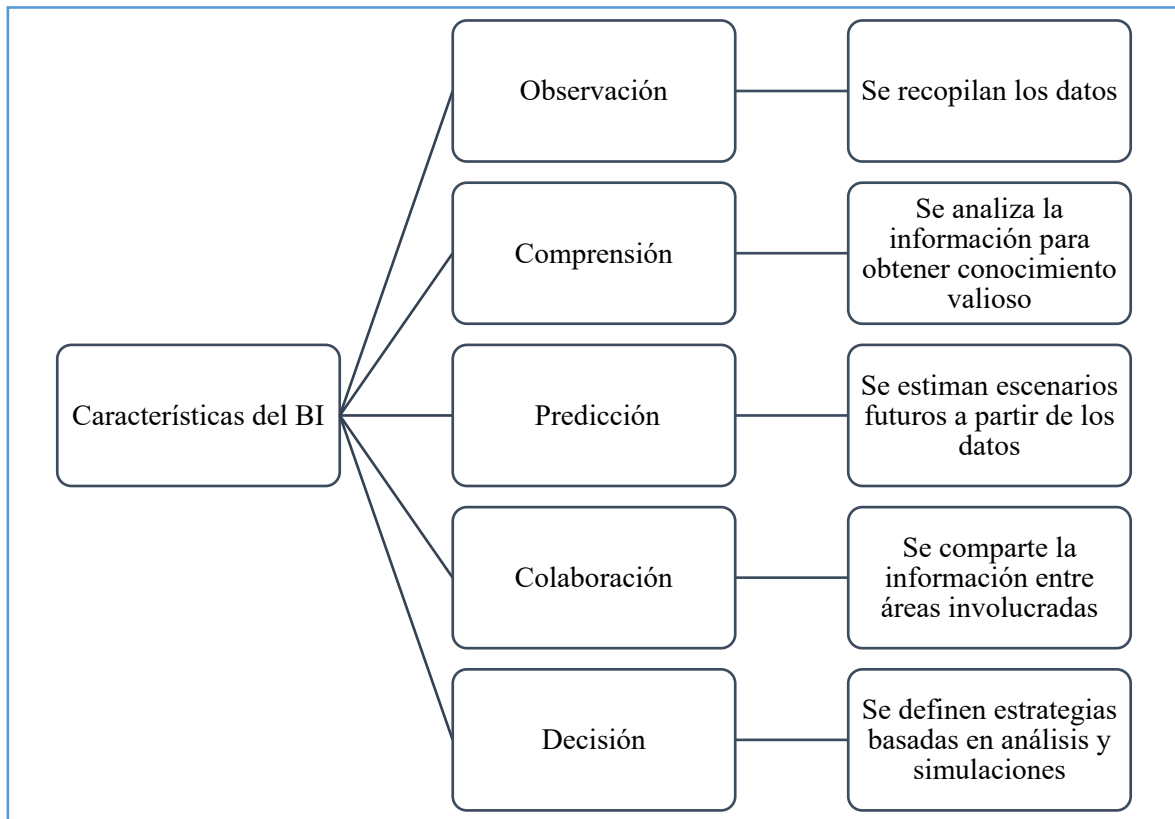 Características del BI
Observación
Se recopilan los datos
Comprensión
Se analiza la
información para
obtener conocimiento
valioso
Predicción
Se estiman escenarios
futuros a partir de los
datos
Colaboración
Se comparte la
información entre
áreas involucradas
Decisión
Se definen estrategias
basadas en análisis y
simulaciones